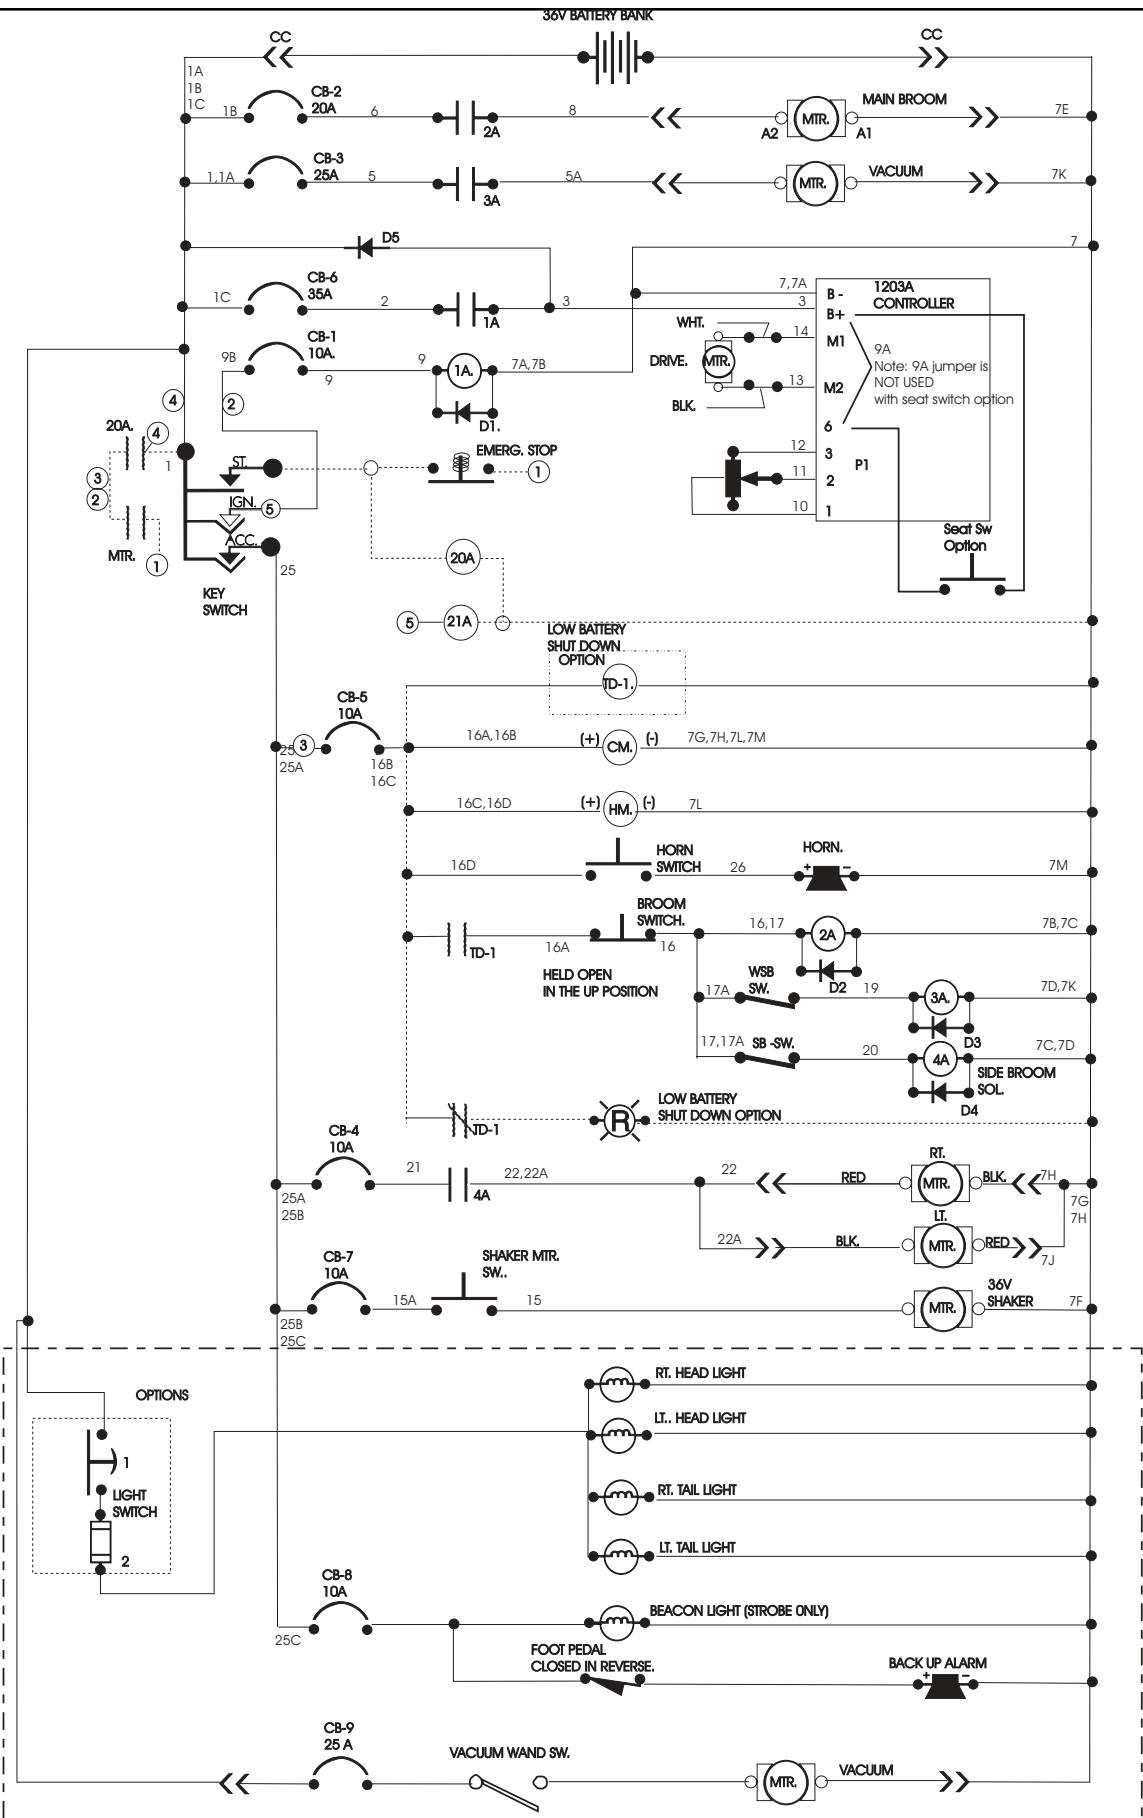 36V BATTERY BANK
CC
CC
1A
1B
1C
CB-2
20A
1B
6
2A
8
A2
MTR.
A1
MAIN BROOM
7E
1,1A
CB-3
25A
5
3A
5A
MTR.
VACUUM
7K
D5
7
1C
CB-6
35A
2
1A
3
7,7A
3
B -
B+
1203A
CONTROLLER
WHT.
14
M1
DRIVE.
MTR.
9A
Note: 9A jumper is
NOT USED
with seat switch option
13
M2
BLK.
6
12
3
P1
11
2
10
1
Seat Sw
Option
9B
CB-1
10A.
9
9
1A.
7A,7B
D1.
4
2
20A.
4
1
3
2
MTR.
1
ST.
IGN.
5
ACC.
KEY
SWITCH
25
EMERG. STOP
1
20A
5
21A
LOW BATTERY
SHUT DOWN
OPTION
TD-1.
CB-5
10A
25
3
25A
16B
16C
16A,16B
(+)
CM.
(-)
7G,7H,7L,7M
16C,16D
(+)
HM.
(-)
7L
16D
HORN
SWITCH
26
HORN.
+
–
7M
TD-1
16A
BROOM
SWITCH.
16
HELD OPEN
IN THE UP POSITION
16,17
2A
D2
7B,7C
17A
WSB
SW.
19
3A.
D3
7D,7K
17,17A
SB -SW.
20
4A
D4
7C,7D
SIDE BROOM
SOL.
TD-1
R
LOW BATTERY
SHUT DOWN OPTION
CB-4
10A
25A
25B
21
4A
22,22A
22
RED
RT.
MTR.
BLK.
7H
7G
7H
22A
BLK.
LT.
MTR.
RED
7J
CB-7
10A
25B
25C
15A
SHAKER MTR.
SW..
15
MTR.
36V
SHAKER
7F
OPTIONS
1
LIGHT
SWITCH
2
RT. HEAD LIGHT
LT.. HEAD LIGHT
RT. TAIL LIGHT
LT. TAIL LIGHT
CB-8
10A
25C
BEACON LIGHT (STROBE ONLY)
FOOT PEDAL
CLOSED IN REVERSE.
BACK UP ALARM
+
–
CB-9
25 A
VACUUM WAND SW.
MTR.
VACUUM